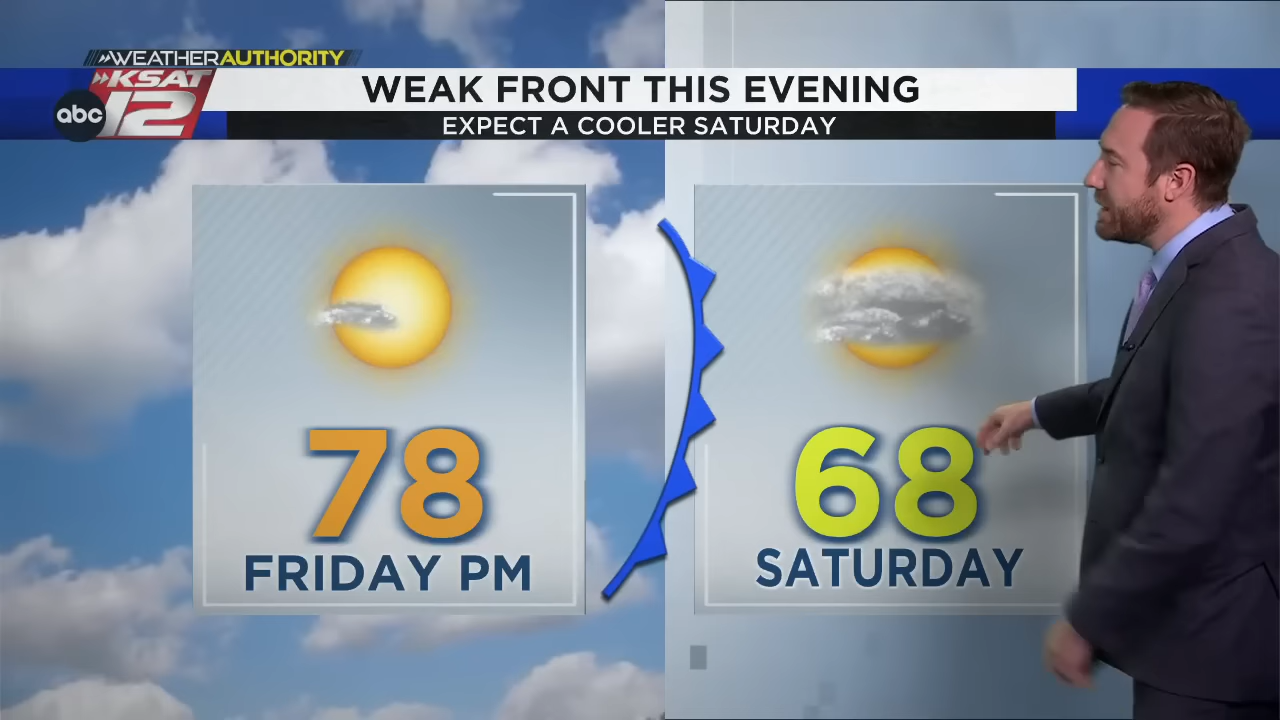 WEATHERAUTHORITY
KSAT
abc 12
WEAK FRONT THIS EVENING
EXPECT A COOLER SATURDAY
78
FRIDAY PM
68
SATURDAY